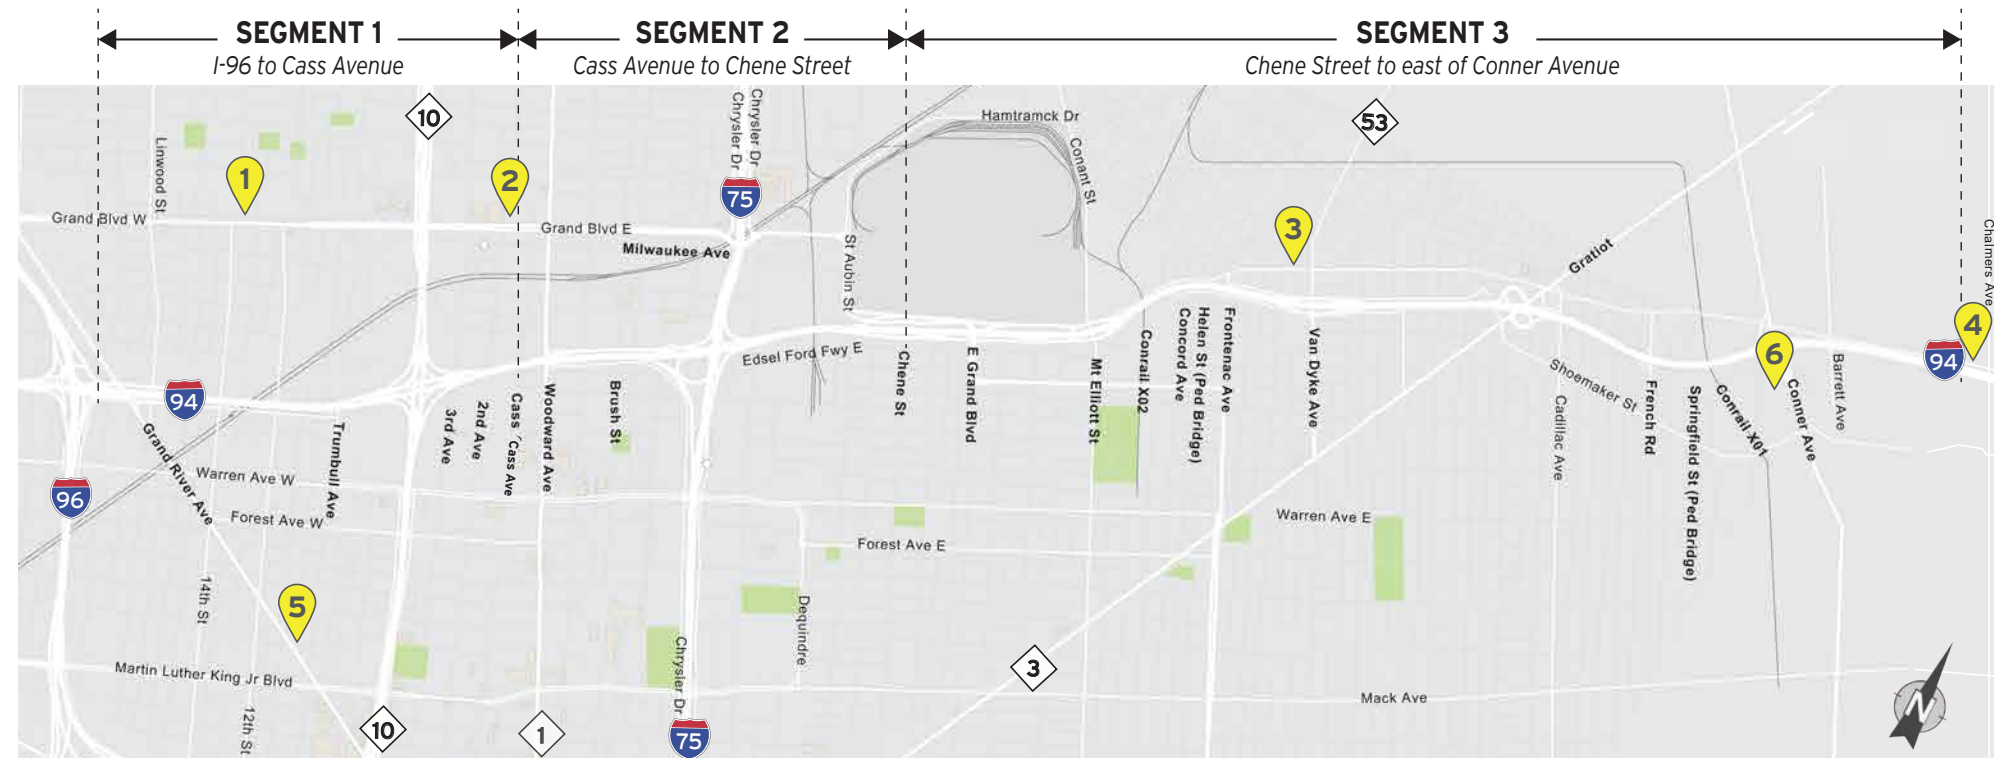 SEGMENT 1
I-96 to Cass Avenue
SEGMENT 2
Cass Avenue to Chene Street
SEGMENT 3
Chene Street to east of Conner Avenue
10
53
Chrysler Dr
Chrysler Dr
Hamtramck Dr
Conant St
Linwood St
1
2
75
3
Grand Blvd W
Grand Blvd E
Milwaukee Ave
St Aubin St
Gratiot
Chalmers Ave
4
94
6
Edsel Ford Fwy E
94
Chene St
E Grand Blvd
Mt Elliott St
Conrail X02
Concord Ave
Helen St (Ped Bridge)
Frontenac Ave
Van Dyke Ave
Shoemaker St
Cadillac Ave
French Rd
Springfield St (Ped Bridge)
Conrail X01
Conner Ave
Barrett Ave
Grand River Ave
Trumbull Ave
3rd Ave
2nd Ave
Cass
Cass Ave
Woodward Ave
Brush St
96
Warren Ave W
Forest Ave W
Warren Ave E
Forest Ave E
14th St
5
Dequindre
Chrysler Dr
Martin Luther King Jr Blvd
12th St
10
1
75
3
Mack Ave
N